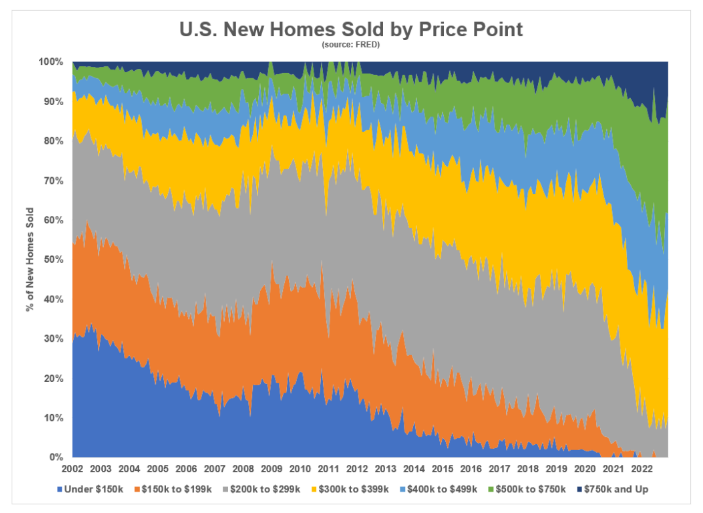 U.S. New Homes Sold by Price Point
(source: FRED)
100%
90%
80%
70%
60%
50%
40%
30%
20%
10%
0%
% of New Homes Sold
2002 2003 2004 2005 2006 2007 2008 2009 2010 2011 2012 2013 2014 2015 2016 2017 2018 2019 2020 2021 2022
Under $150k $150k to $199k $200k to $299k $300k to $399k $400k to $499k $500k to $750k $750k and Up